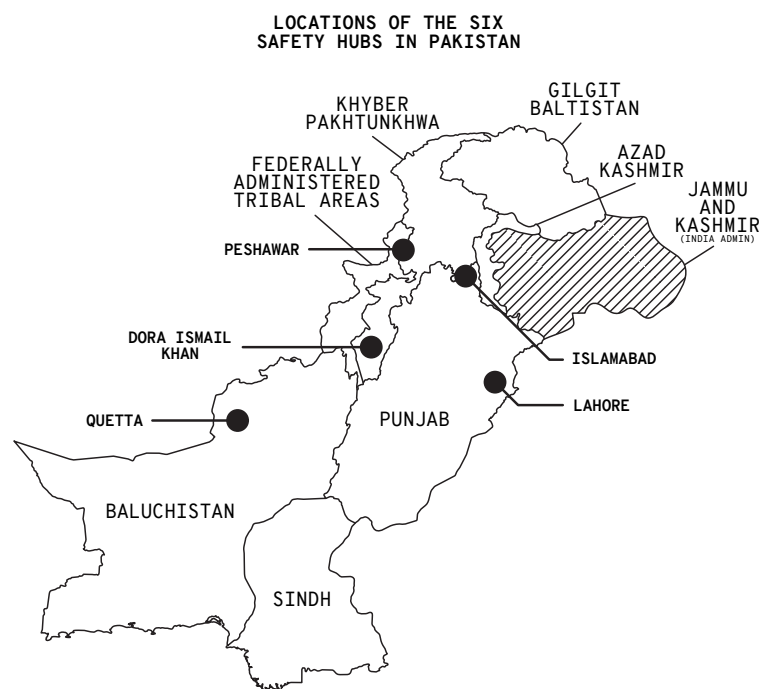 LOCATIONS OF THE SIX
SAFETY HUBS IN PAKISTAN
GILGIT
BALTISTAN
KHYBER
PAKHTUNKHWA
AZAD
KASHMIR
FEDERALLY
ADMINISTERED
TRIBAL AREAS
JAMMU
AND
KASHMIR
(INDIA ADMIN)
PESHAWAR
DORA ISMAIL
KHAN
ISLAMABAD
LAHORE
QUETTA
PUNJAB
BALUCHISTAN
SINDH